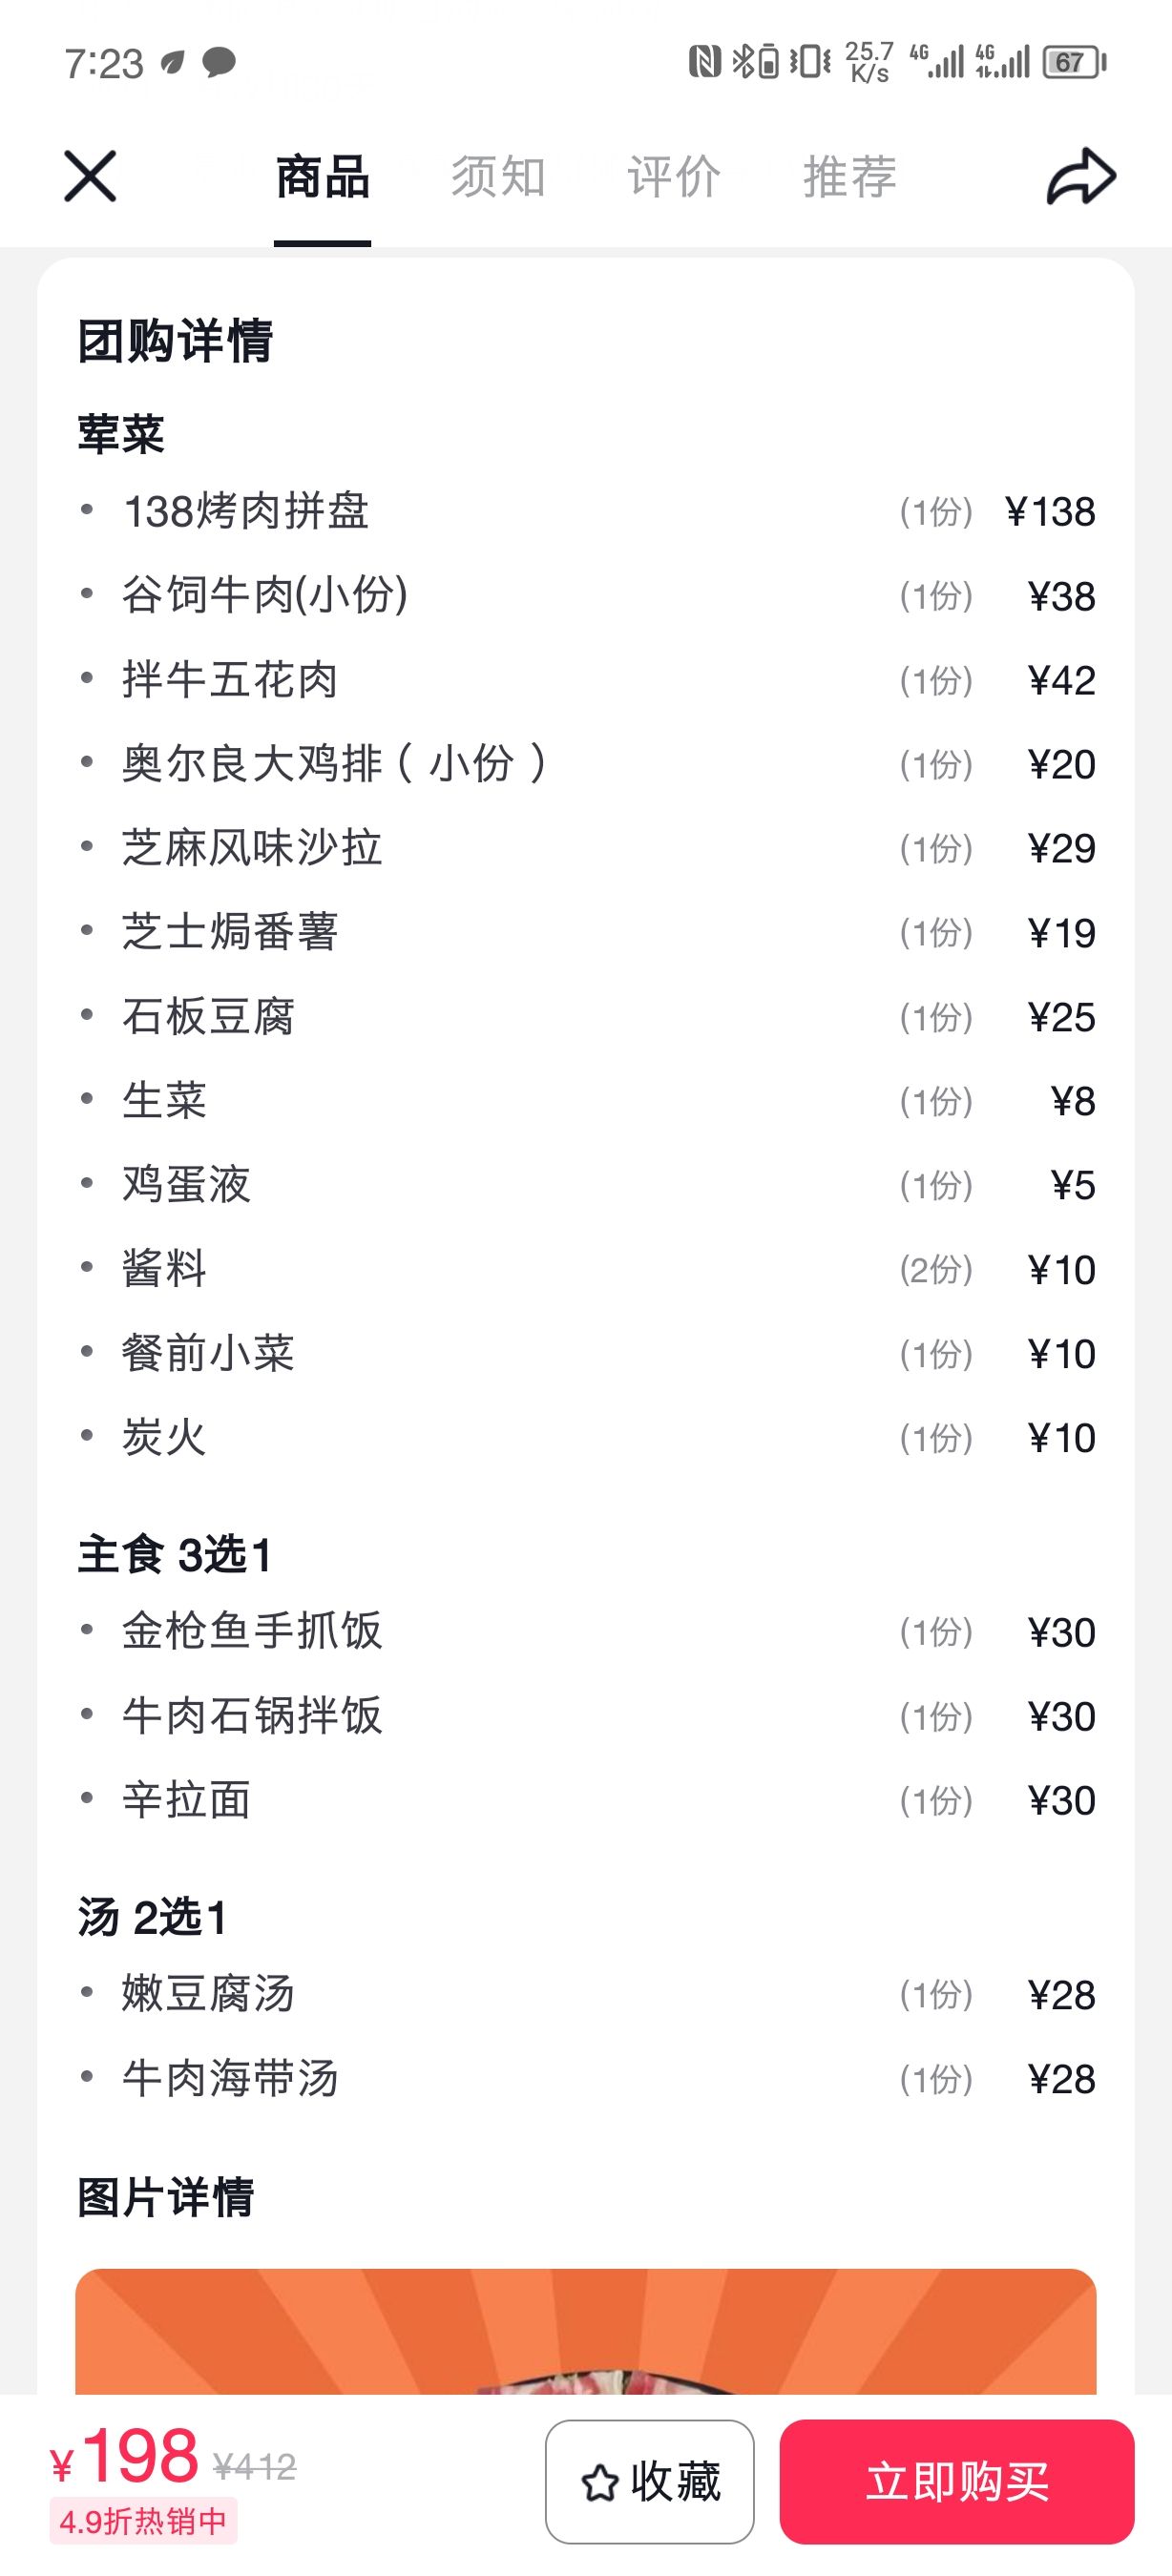 7:23 25.7 K/s 4G 4G 67
商品 须知 评价 推荐
团购详情
荤菜
138烤肉拼盘 (1份) ¥138
谷饲牛肉(小份) (1份) ¥38
拌牛五花肉 (1份) ¥42
奥尔良大鸡排（小份） (1份) ¥20
芝麻风味沙拉 (1份) ¥29
芝士焗番薯 (1份) ¥19
石板豆腐 (1份) ¥25
生菜 (1份) ¥8
鸡蛋液 (1份) ¥5
酱料 (2份) ¥10
餐前小菜 (1份) ¥10
炭火 (1份) ¥10
主食 3选1
金枪鱼手抓饭 (1份) ¥30
牛肉石锅拌饭 (1份) ¥30
辛拉面 (1份) ¥30
汤 2选1
嫩豆腐汤 (1份) ¥28
牛肉海带汤 (1份) ¥28
图片详情
¥198 ¥412
4.9折热销中
收藏
立即购买